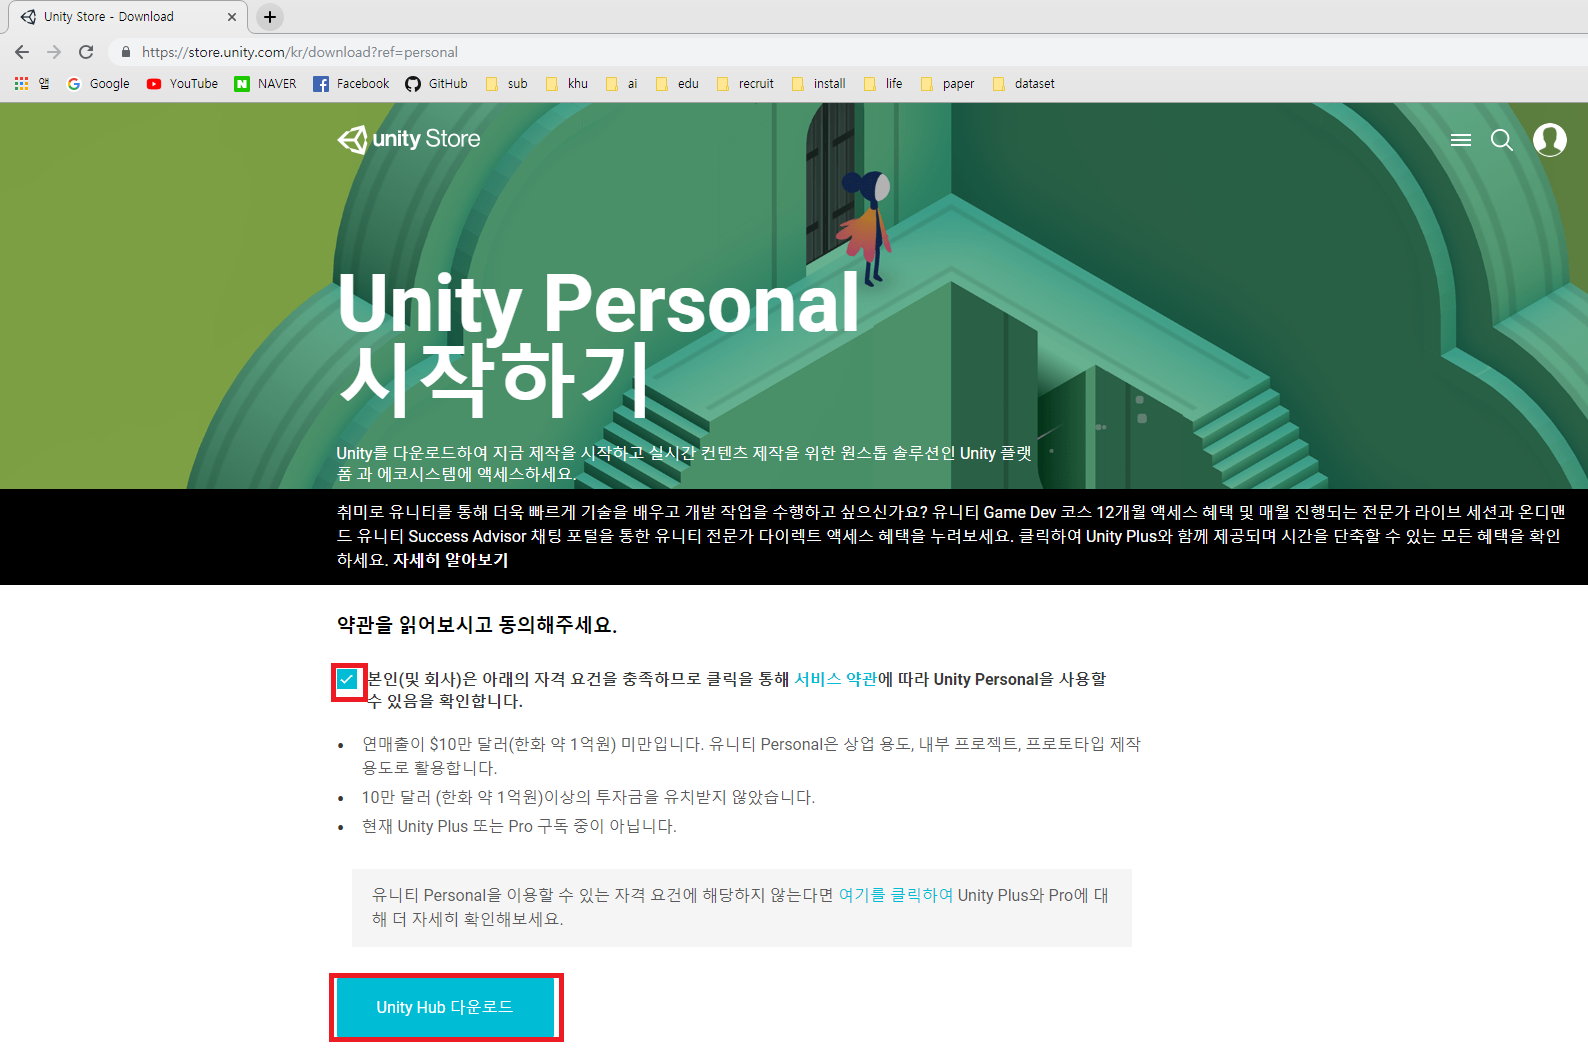 Unity Store - Download
https://store.unity.com/kr/download?ref=personal
앱 Google YouTube NAVER Facebook GitHub sub khu ai edu recruit install life paper dataset
unity Store
Unity Personal
시작하기
Unity를 다운로드하여 지금 제작을 시작하고 실시간 컨텐츠 제작을 위한 원스톱 솔루션인 Unity 플랫
폼 과 에코시스템에 액세스하세요.
취미로 유니티를 통해 더욱 빠르게 기술을 배우고 개발 작업을 수행하고 싶으신가요? 유니티 Game Dev 코스 12개월 액세스 혜택 및 매월 진행되는 전문가 라이브 세션과 온디맨
드 유니티 Success Advisor 채팅 포털을 통한 유니티 전문가 다이렉트 액세스 혜택을 누려보세요. 클릭하여 Unity Plus와 함께 제공되며 시간을 단축할 수 있는 모든 혜택을 확인
하세요. 자세히 알아보기
약관을 읽어보시고 동의해주세요.
본인(및 회사)은 아래의 자격 요건을 충족하므로 클릭을 통해 서비스 약관에 따라 Unity Personal을 사용할
수 있음을 확인합니다.
• 연매출이 $10만 달러(한화 약 1억원) 미만입니다. 유니티 Personal은 상업 용도, 내부 프로젝트, 프로토타입 제작
용도로 활용합니다.
• 10만 달러 (한화 약 1억원)이상의 투자금을 유치받지 않았습니다.
• 현재 Unity Plus 또는 Pro 구독 중이 아닙니다.
유니티 Personal을 이용할 수 있는 자격 요건에 해당하지 않는다면 여기를 클릭하여 Unity Plus와 Pro에 대
해 더 자세히 확인해보세요.
Unity Hub 다운로드